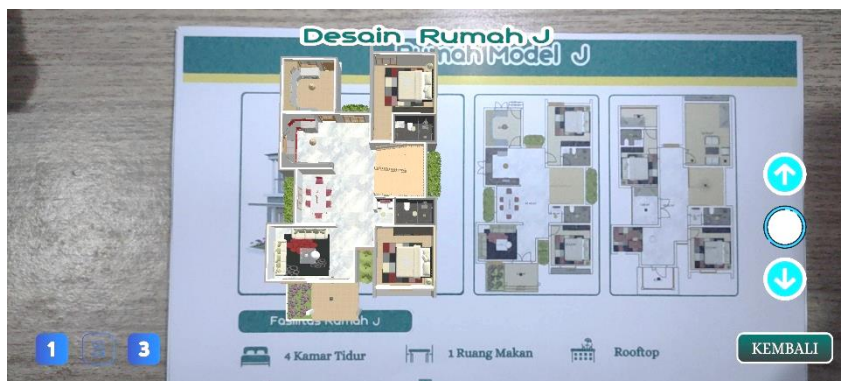 Desain Rumah J
Rumah Model J
Fasilitas Rumah J
4 Kamar Tidur
1 Ruang Makan
Rooftop
1
3
KEMBALI